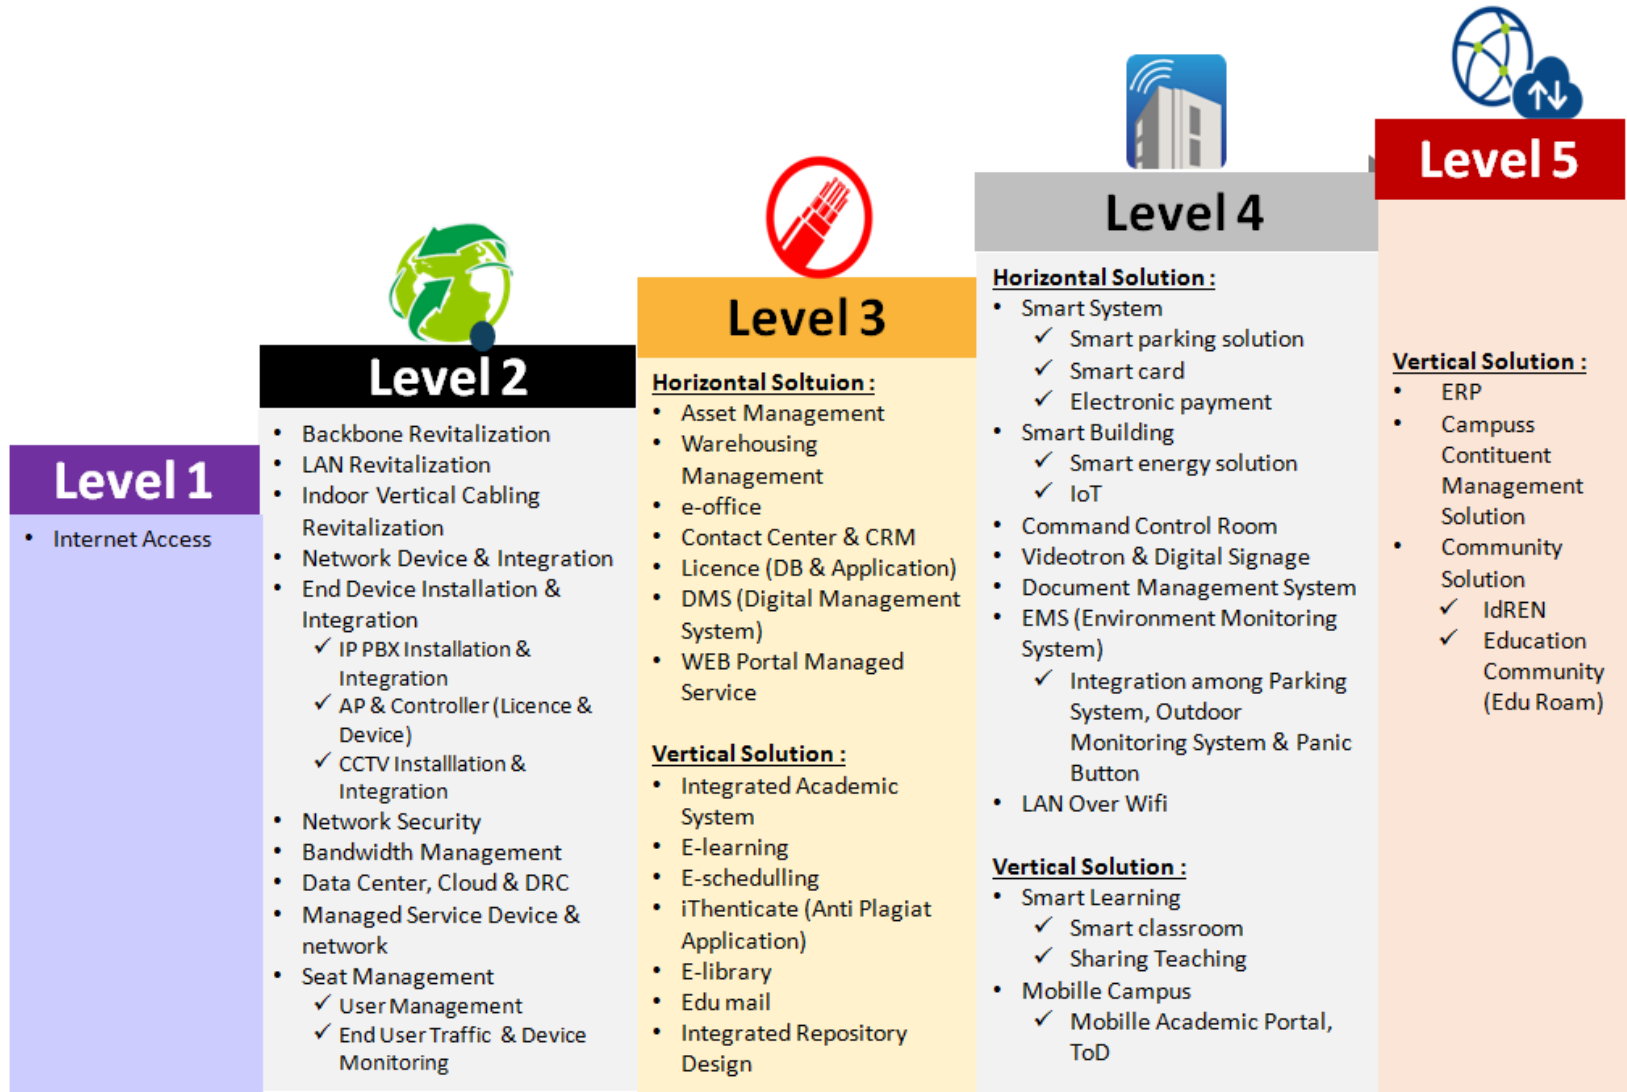 Level 1
• Internet Access
Level 2
• Backbone Revitalization
• LAN Revitalization
• Indoor Vertical Cabling
Revitalization
• Network Device & Integration
• End Device Installation &
Integration
✓ IP PBX Installation &
Integration
✓ AP & Controller (Licence &
Device)
✓ CCTV Installlation &
Integration
• Network Security
• Bandwidth Management
• Data Center, Cloud & DRC
• Managed Service Device &
network
• Seat Management
✓ User Management
✓ End User Traffic & Device
Monitoring
Level 3
Horizontal Soltuion :
• Asset Management
• Warehousing
Management
• e-office
• Contact Center & CRM
• Licence (DB & Application)
• DMS (Digital Management
System)
• WEB Portal Managed
Service
Vertical Solution :
• Integrated Academic
System
• E-learning
• E-schedulling
• iThenticate (Anti Plagiat
Application)
• E-library
• Edu mail
• Integrated Repository
Design
Level 4
Horizontal Solution :
• Smart System
✓ Smart parking solution
✓ Smart card
✓ Electronic payment
• Smart Building
✓ Smart energy solution
✓ IoT
• Command Control Room
• Videotron & Digital Signage
• Document Management System
• EMS (Environment Monitoring
System)
✓ Integration among Parking
System, Outdoor
Monitoring System & Panic
Button
• LAN Over Wifi
Vertical Solution :
• Smart Learning
✓ Smart classroom
✓ Sharing Teaching
• Mobille Campus
✓ Mobille Academic Portal,
ToD
Level 5
Vertical Solution :
• ERP
• Campuss
Contituent
Management
Solution
• Community
Solution
✓ IdREN
✓ Education
Community
(Edu Roam)